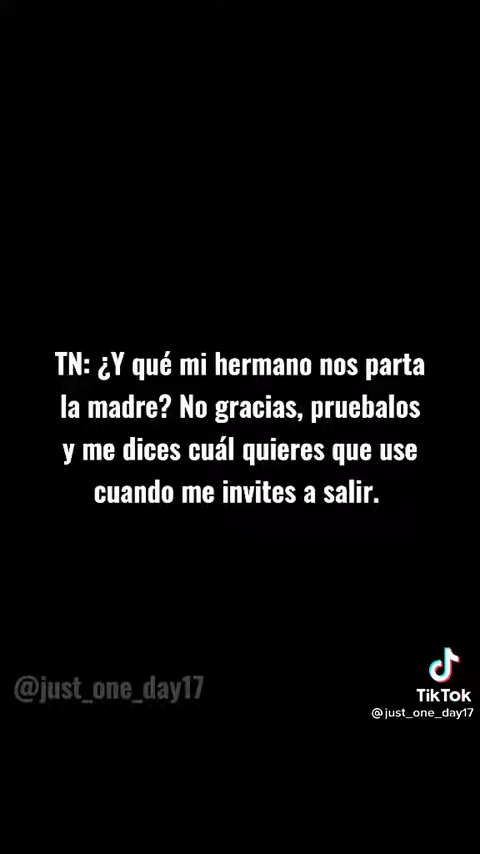 TN: ¿Y qué mi hermano nos parta
la madre? No gracias, pruebalos
y me dices cuál quieres que use
cuando me invites a salir.
@just_one_day17
TikTok
@just_one_day17